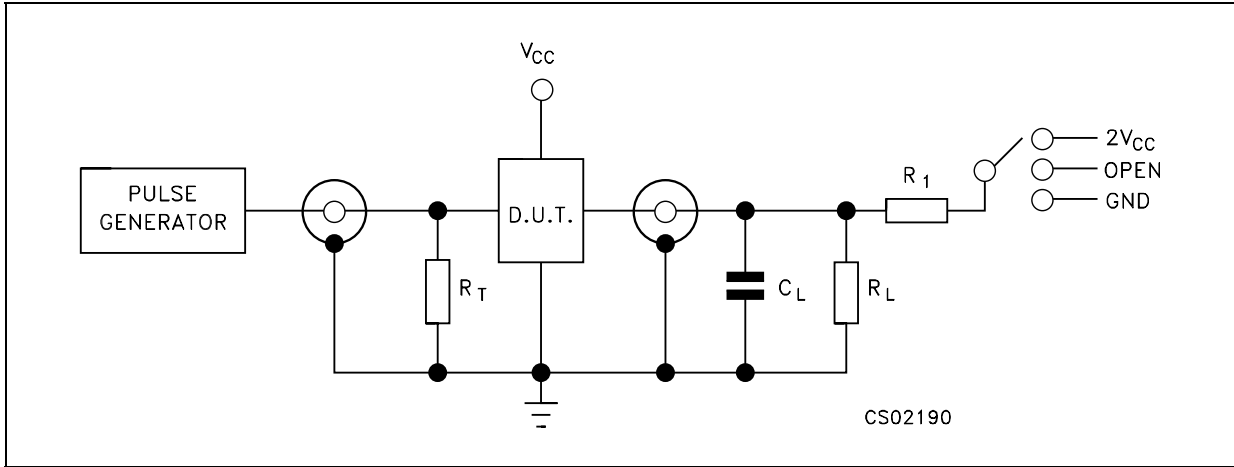 VCC
2VCC
OPEN
GND
R1
PULSE
GENERATOR
D.U.T.
RT
CL
RL
CS02190